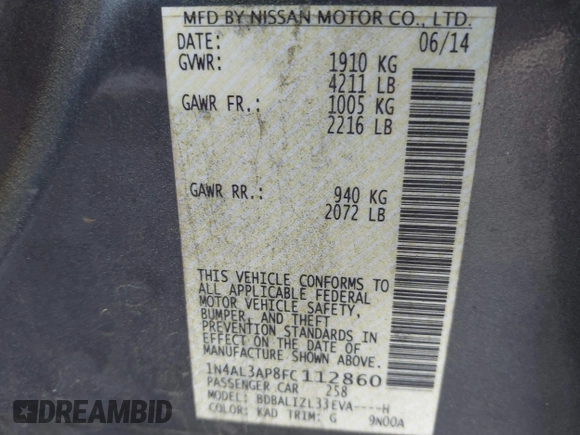 MFD BY NISSAN MOTOR CO., LTD.
DATE: 06/14
GVWR: 1910 KG
4211 LB
GAWR FR.: 1005 KG
2216 LB
GAWR RR.: 940 KG
2072 LB
THIS VEHICLE CONFORMS TO
ALL APPLICABLE FEDERAL
MOTOR VEHICLE SAFETY,
BUMPER, AND THEFT
PREVENTION STANDARDS IN
EFFECT ON THE DATE OF
MANUFACTURE SHOWN ABOVE.
1N4AL3AP8FC112860
PASSENGER CAR 258
MODEL: BDBALIZL33EVA----H
COLOR: KAD TRIM: G 9N00A
AUTO HISTORY